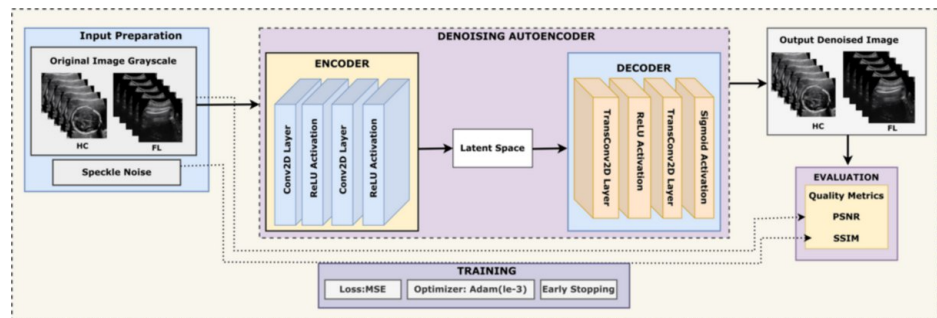 Input Preparation
Original Image Grayscale
HC
FL
Speckle Noise
DENOISING AUTOENCODER
ENCODER
Conv2D Layer
ReLU Activation
Conv2D Layer
ReLU Activation
Latent Space
DECODER
TransConv2D Layer
ReLU Activation
TransConv2D Layer
Sigmoid Activation
Output Denoised Image
HC
FL
EVALUATION
Quality Metrics
PSNR
SSIM
TRAINING
Loss:MSE
Optimizer: Adam(le-3)
Early Stopping